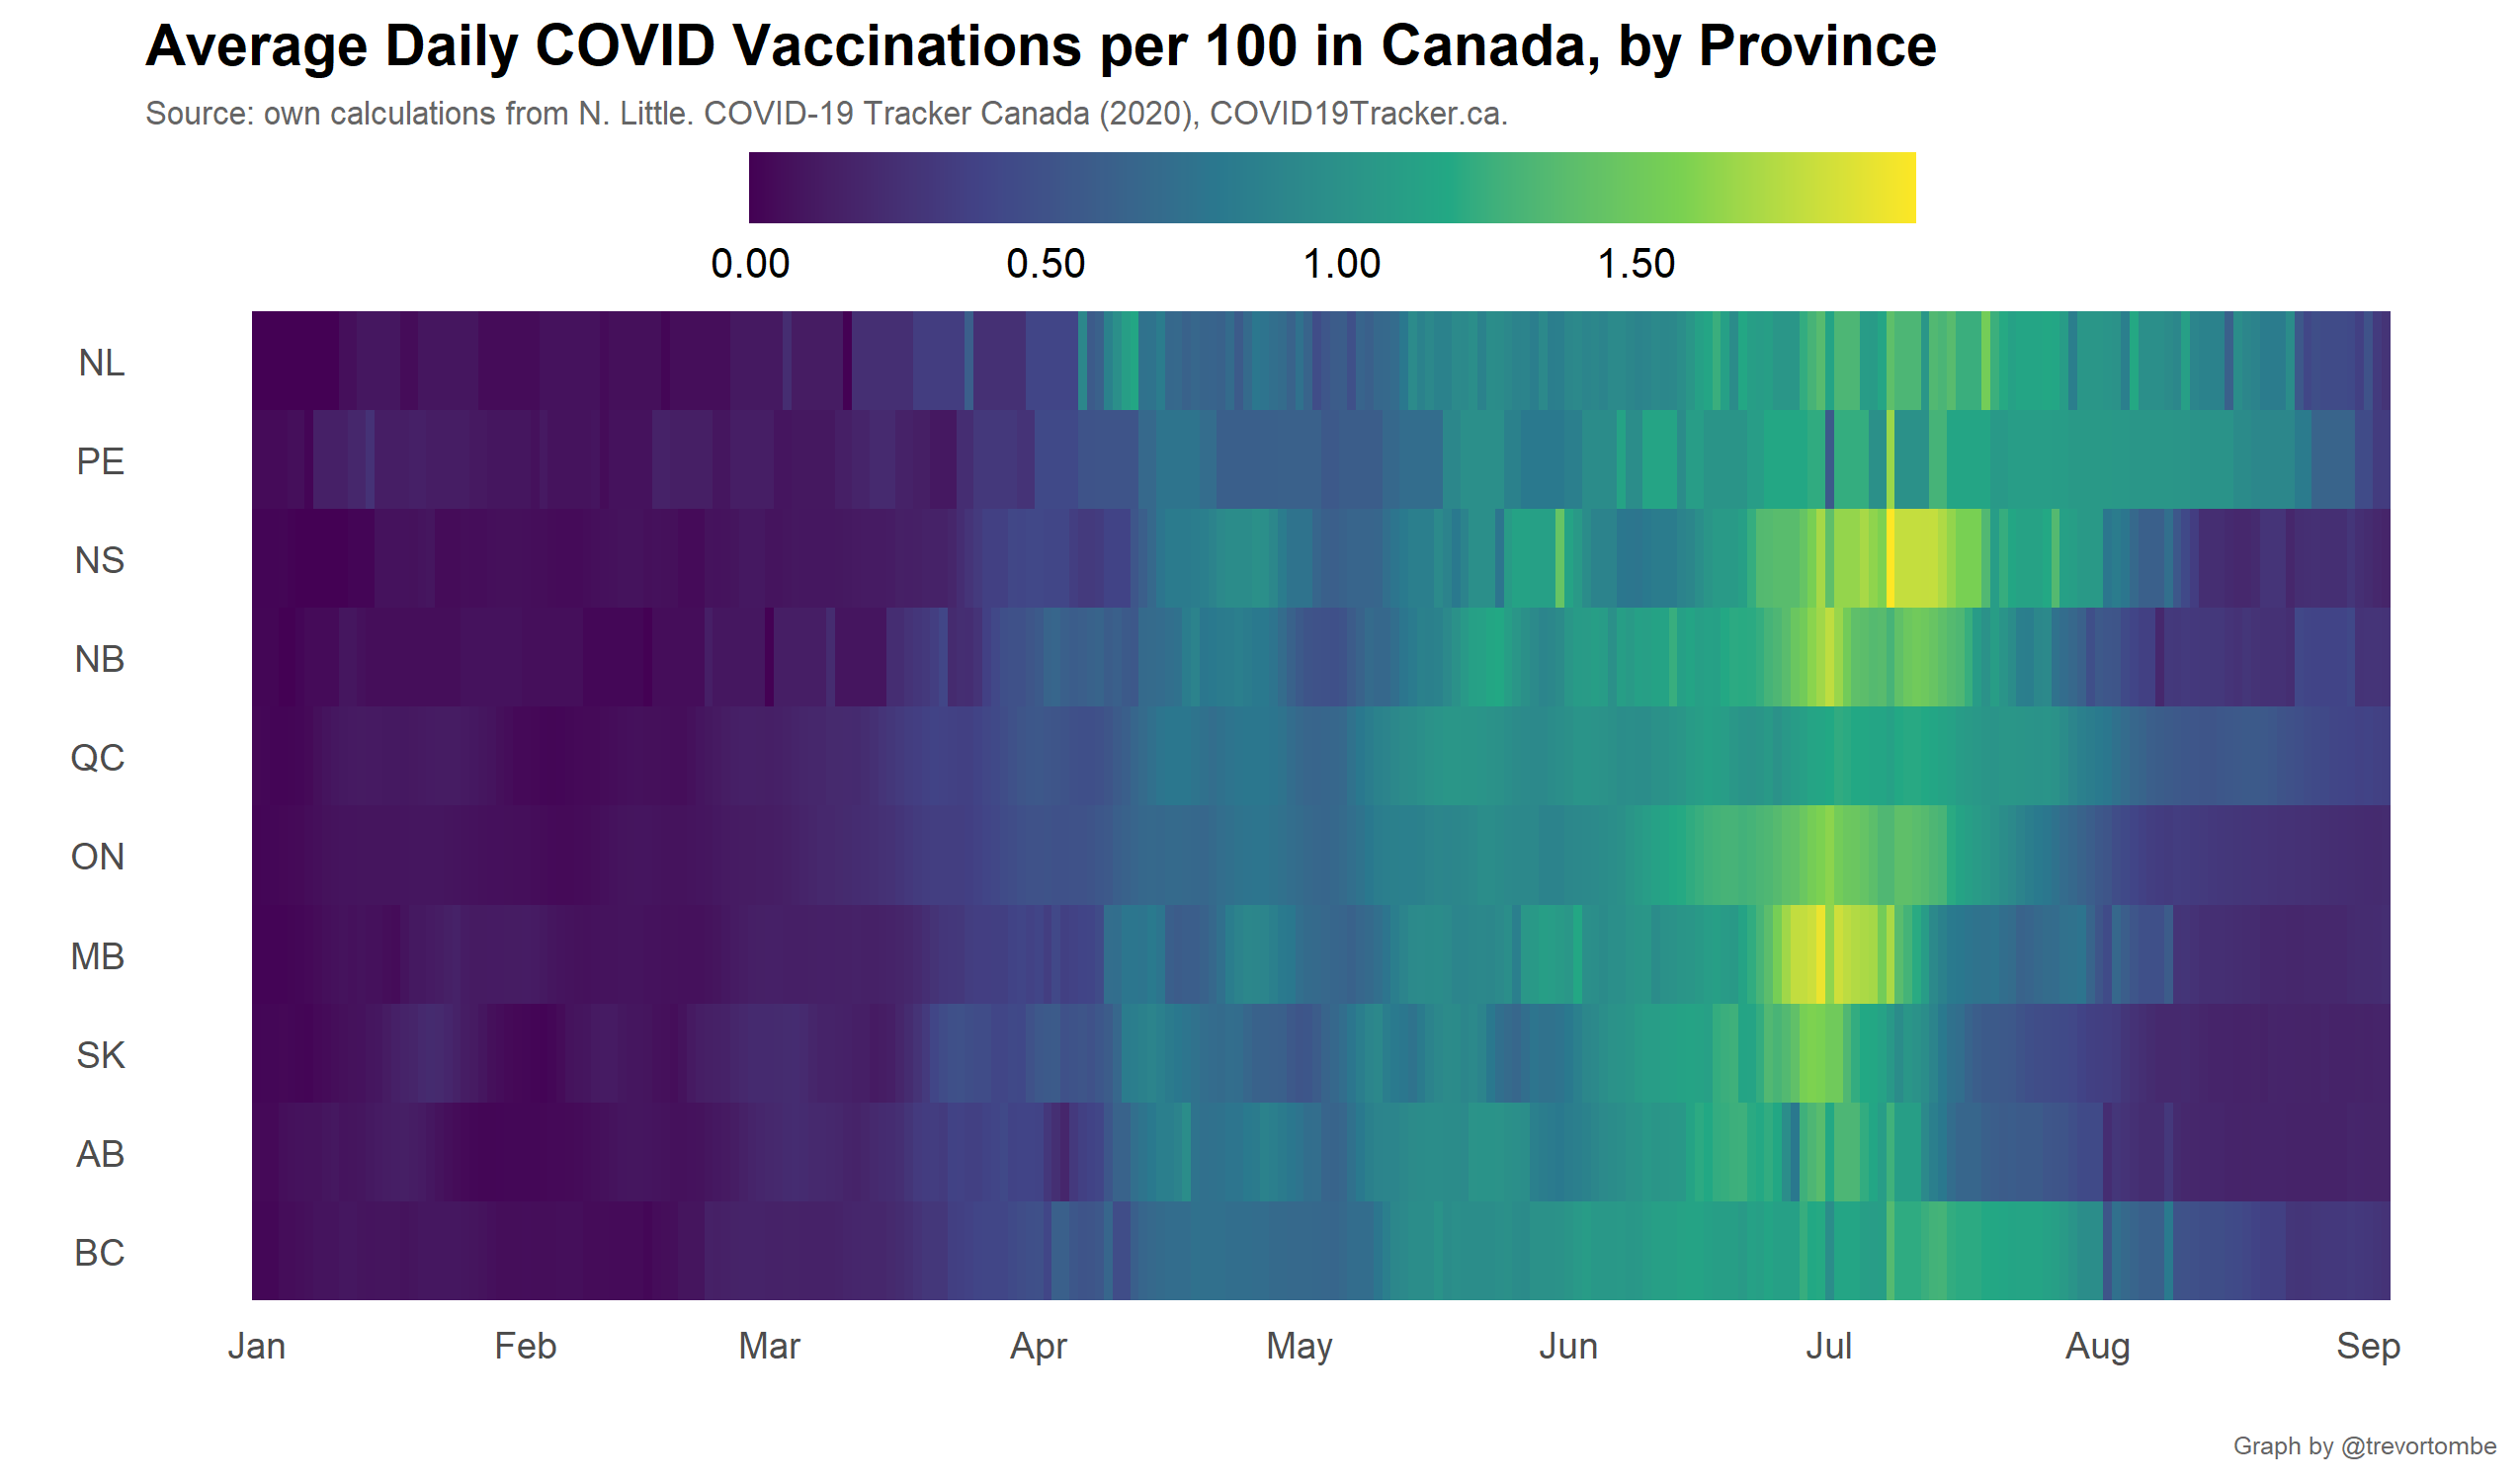 Average Daily COVID Vaccinations per 100 in Canada, by Province
Source: own calculations from N. Little. COVID-19 Tracker Canada (2020), COVID19Tracker.ca.
0.00 0.50 1.00 1.50
NL
PE
NS
NB
QC
ON
MB
SK
AB
BC
Jan Feb Mar Apr May Jun Jul Aug Sep
Graph by @trevortombe